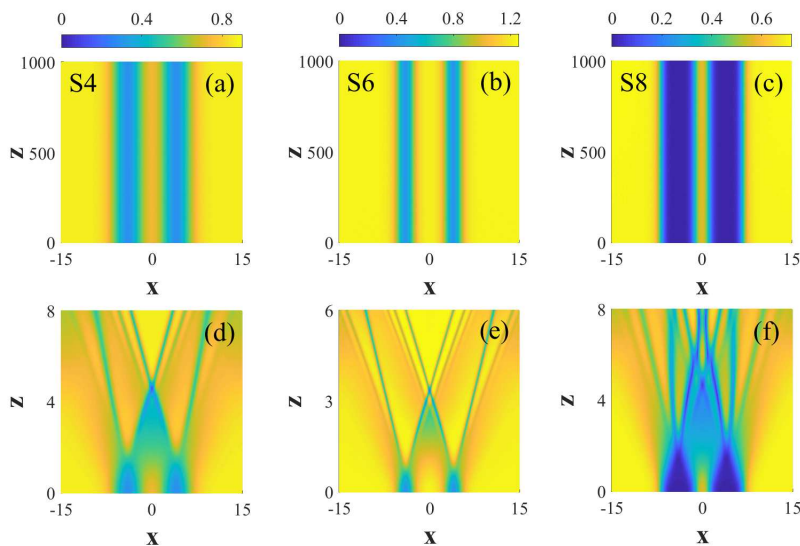 0 0.4 0.8
0 0.4 0.8 1.2
0 0.2 0.4 0.6
1000 S4 (a)
z 500
0
-15 0 15
x
1000 S6 (b)
z 500
0
-15 0 15
x
1000 S8 (c)
z 500
0
-15 0 15
x
8 (d)
z 4
0
-15 0 15
x
6 (e)
z 3
0
-15 0 15
x
8 (f)
z 4
0
-15 0 15
x